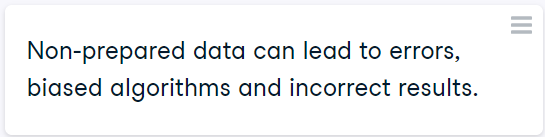 Non-prepared data can lead to errors,
biased algorithms and incorrect results.